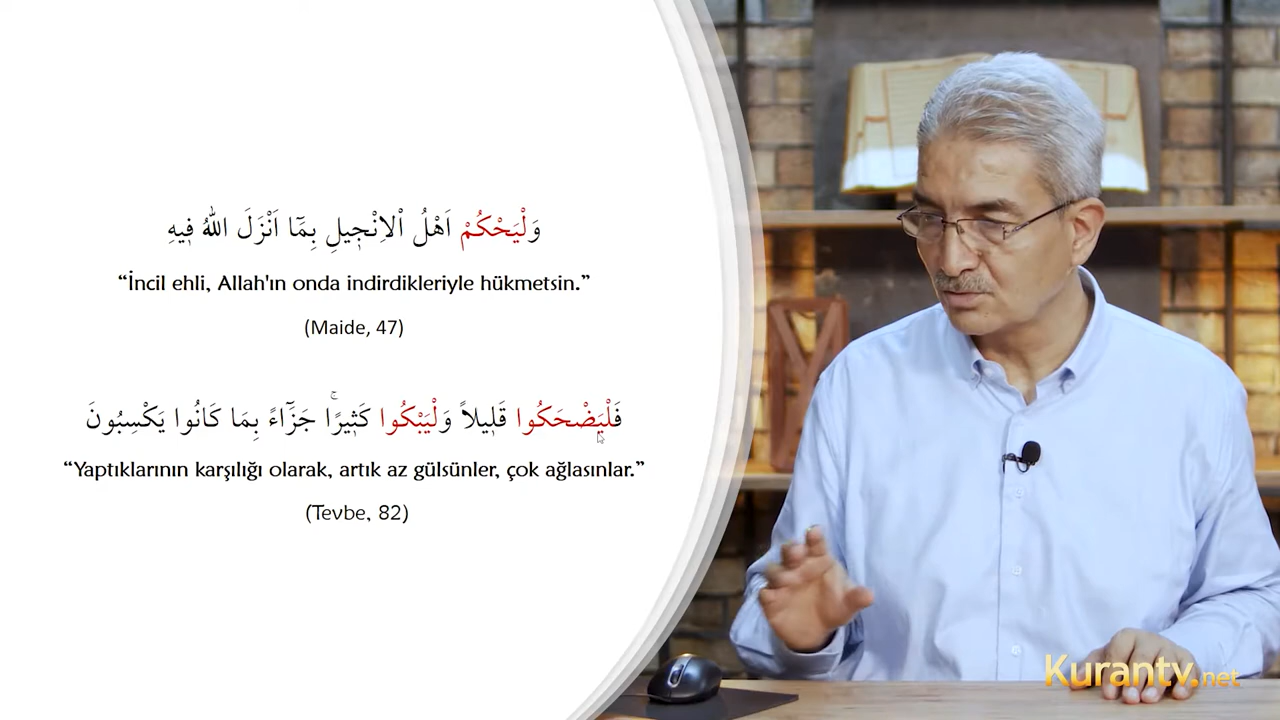 وَلْيَحْكُمْ اَهْلُ الْاِنْج۪يلِ بِمَٓا اَنْزَلَ اللّٰهُ ف۪يهِ
“İncil ehli, Allah'ın onda indirdikleriyle hükmetsin.”
(Maide, 47)
فَلْيَضْحَكُوا قَل۪يلاً وَلْيَبْكُوا كَث۪يرًاۚ جَزَٓاءً بِمَا كَانُوا يَكْسِبُونَ
“Yaptıklarının karşılığı olarak, artık az gülsünler, çok ağlasınlar.”
(Tevbe, 82)
Kurantv.net